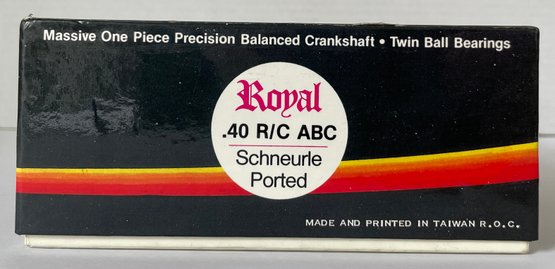 Massive One Piece Precision Balanced Crankshaft • Twin Ball Bearings
Royal
.40 R/C ABC
Schneurle
Ported
MADE AND PRINTED IN TAIWAN R.O.C.